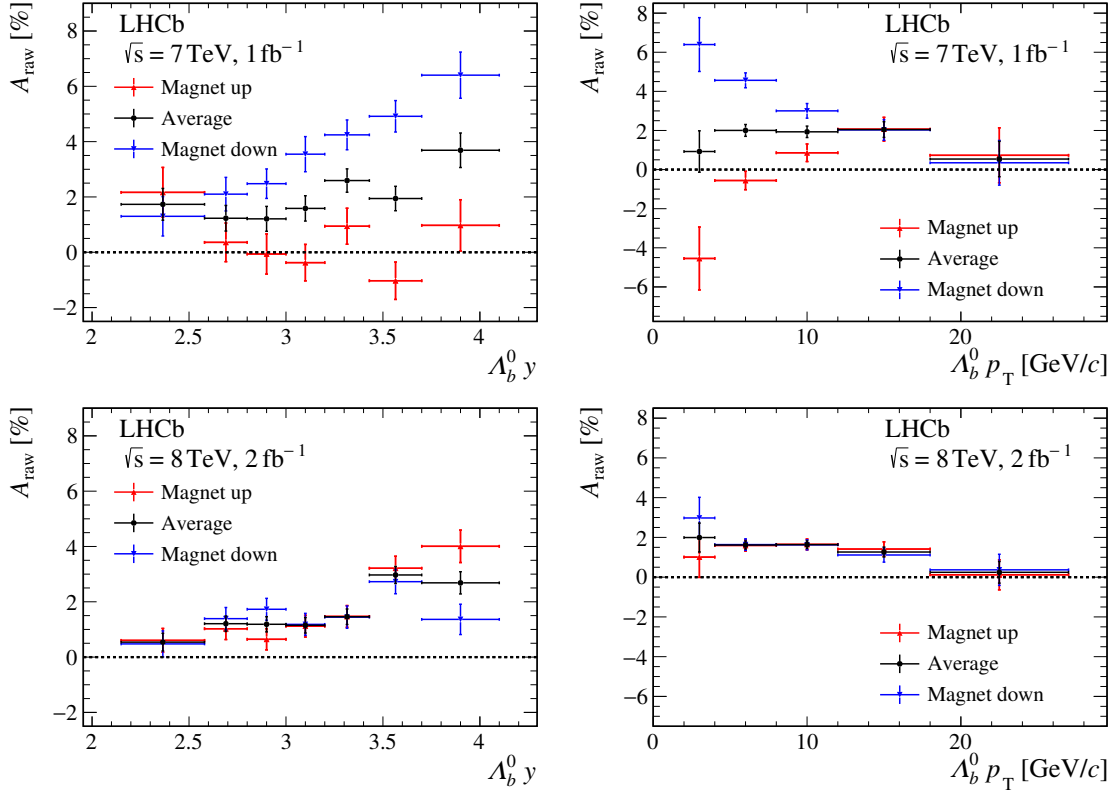 A_raw [%]
LHCb
√s = 7 TeV, 1 fb⁻¹
Magnet up
Average
Magnet down
8
6
4
2
0
−2
2
2.5
3
3.5
4
Λ_b^0 y
A_raw [%]
LHCb
√s = 7 TeV, 1 fb⁻¹
Magnet up
Average
Magnet down
8
6
4
2
0
−2
−4
−6
0
10
20
Λ_b^0 p_T [GeV/c]
A_raw [%]
LHCb
√s = 8 TeV, 2 fb⁻¹
Magnet up
Average
Magnet down
8
6
4
2
0
−2
2
2.5
3
3.5
4
Λ_b^0 y
A_raw [%]
LHCb
√s = 8 TeV, 2 fb⁻¹
Magnet up
Average
Magnet down
8
6
4
2
0
−2
−4
−6
0
10
20
Λ_b^0 p_T [GeV/c]